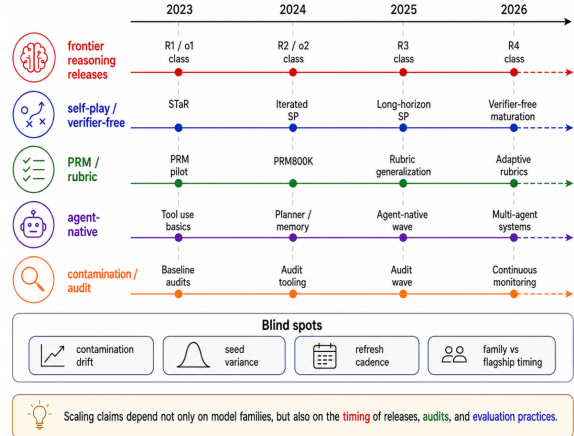 2023 2024 2025 2026
frontier
reasoning
releases
R1 / o1
class
R2 / o2
class
R3
class
R4
class
self-play /
verifier-free
STaR
Iterated
SP
Long-horizon
SP
Verifier-free
maturation
PRM /
rubric
PRM
pilot
PRM800K
Rubric
generalization
Adaptive
rubrics
agent-
native
Tool use
basics
Planner /
memory
Agent-native
wave
Multi-agent
systems
contamination /
audit
Baseline
audits
Audit
tooling
Audit
wave
Continuous
monitoring
Blind spots
contamination
drift
seed
variance
refresh
cadence
family vs
flagship timing
Scaling claims depend not only on model families, but also on the timing of releases, audits, and evaluation practices.